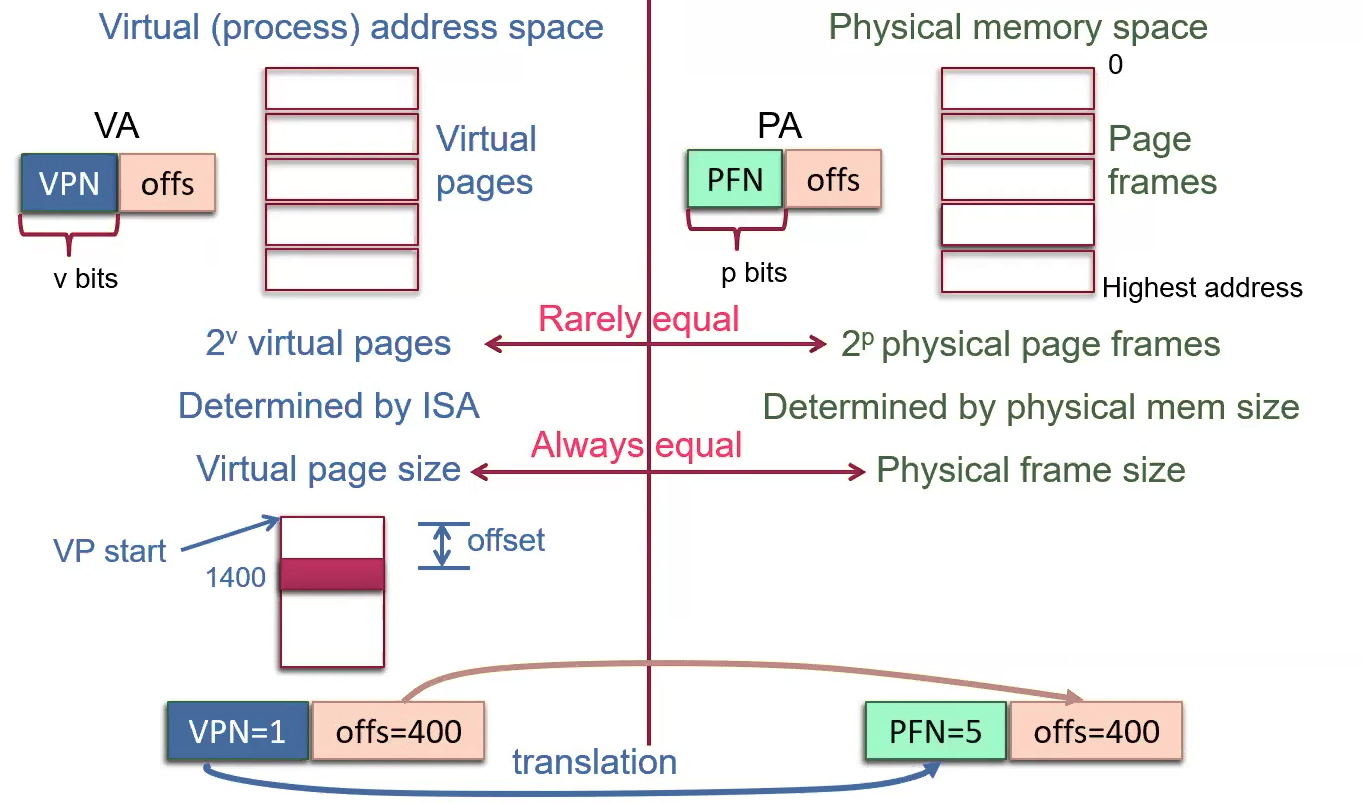 Virtual (process) address space
Physical memory space
0
VA
Virtual
pages
VPN offs
v bits
PA
Page
frames
PFN offs
p bits
Highest address
Rarely equal
2ᵛ virtual pages
2ᵖ physical page frames
Determined by ISA
Determined by physical mem size
Always equal
Virtual page size
Physical frame size
VP start
offset
1400
VPN=1 offs=400
PFN=5 offs=400
translation